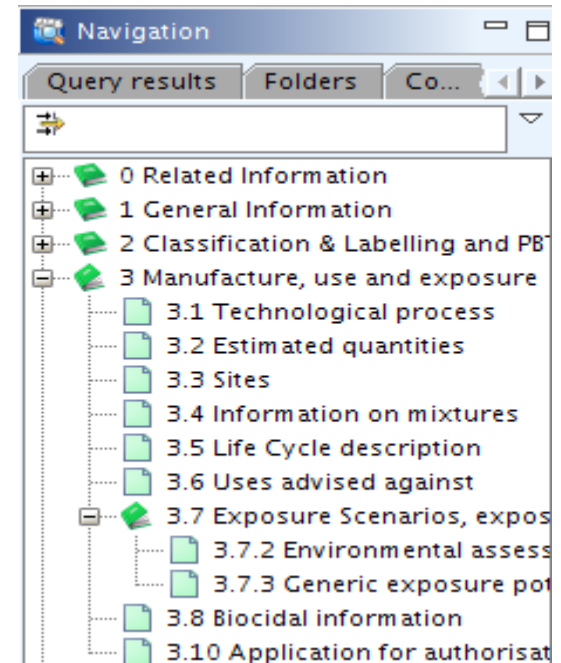 Navigation
Query results Folders Co...
0 Related Information
1 General Information
2 Classification & Labelling and PBT
3 Manufacture, use and exposure
3.1 Technological process
3.2 Estimated quantities
3.3 Sites
3.4 Information on mixtures
3.5 Life Cycle description
3.6 Uses advised against
3.7 Exposure Scenarios, expos
3.7.2 Environmental assess
3.7.3 Generic exposure pot
3.8 Biocidal information
3.10 Application for authorisat